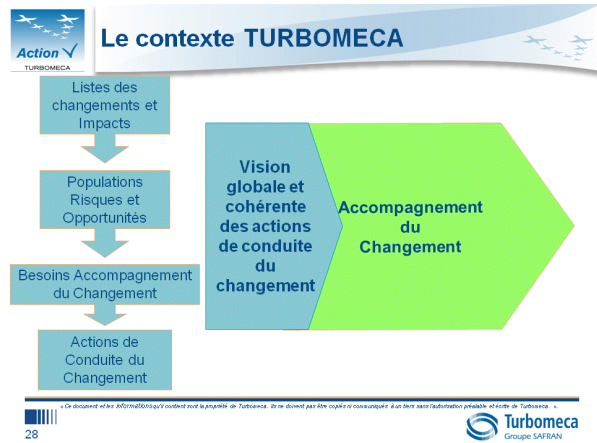 Action
TURBOMECA
Le contexte TURBOMECA
Listes des
changements et
Impacts
Populations
Risques et
Opportunités
Besoins Accompagnement
du Changement
Actions de
Conduite du
Changement
Vision
globale et
cohérente
des actions
de conduite
du
changement
Accompagnement
du
Changement
« Ce document et les informations qu'il contient sont la propriété de Turbomeca. Ils ne doivent pas être copiés ni communiqués à un tiers sans l'autorisation préalable et écrite de Turbomeca. ».
28
Turbomeca
Groupe SAFRAN